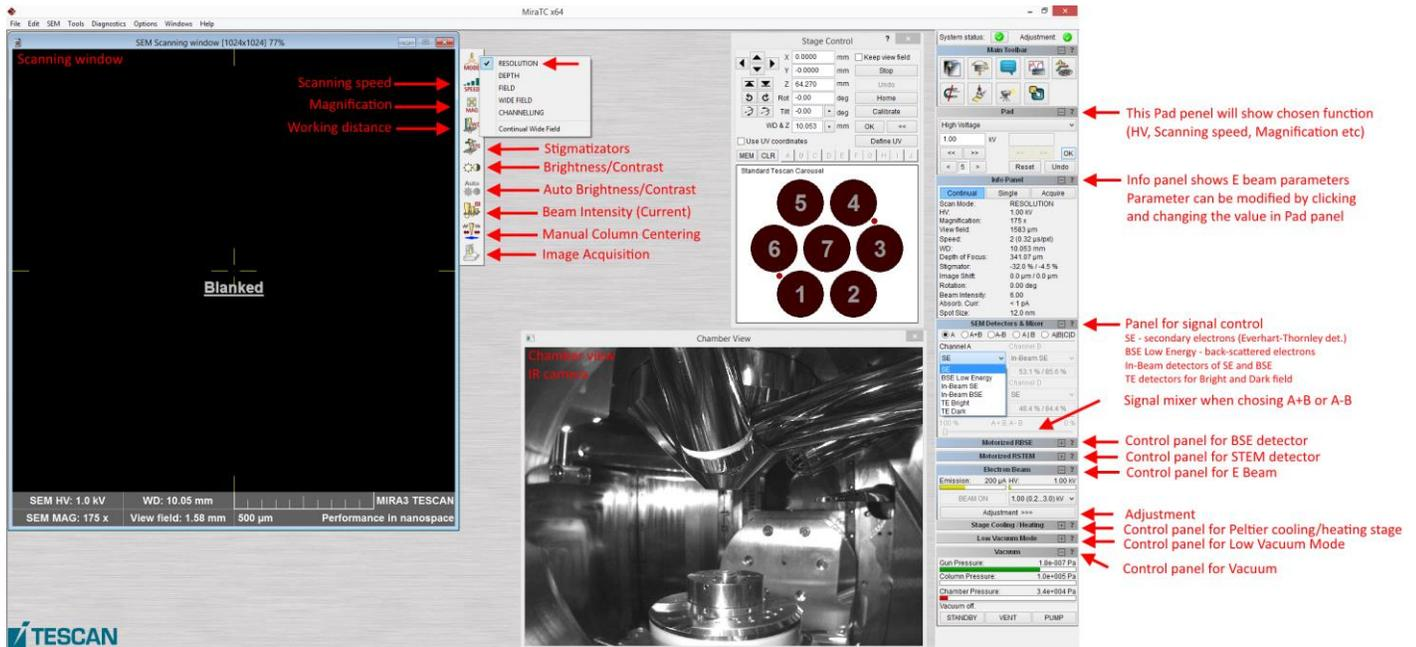 MiraTC x64
File Edit SEM Tools Diagnostics Options Windows Help
SEM Scanning window [1024x1024] 77%
Scanning window
Scanning speed
Magnification
Working distance
MODE
SPEED
MAG
RESOLUTION
DEPTH
FIELD
WIDE FIELD
CHANNELLING
Continual Wide Field
Stigmatizators
Brightness/Contrast
Auto
Auto Brightness/Contrast
Beam Intensity (Current)
Manual Column Centering
Image Acquisition
Blanked
SEM HV: 1.0 kV WD: 10.05 mm MIRA3 TESCAN
SEM MAG: 175 x View field: 1.58 mm 500 µm Performance in nanospace
TESCAN
Stage Control ?
X 0.0000 mm Keep view field
Y -0.0000 mm Stop
Z 64.270 mm Undo
Rot -0.00 deg Home
Tilt -0.00 deg Calibrate
WD & Z 10.053 mm OK <<
Use UV coordinates Define UV
MEM CLR A B C D E F G H I J
Standard Tescan Carousel
5 4
6 7 3
1 2
Chamber View
Chamber view
IR camera
System status: Adjustment:
Main Toolbar ?
Pad ?
High Voltage
1.00 kV
<< >> << >> OK
< 5 > Reset Undo
Info Panel ?
Continual Single Acquire
Scan Mode: RESOLUTION
HV: 1.00 kV
Magnification: 175 x
View field: 1583 µm
Speed: 2 (0.32 µs/pxl)
WD: 10.053 mm
Depth of Focus: 341.07 µm
Stigmator: -32.0 % / -4.5 %
Image Shift: 0.0 µm / 0.0 µm
Rotation: 0.00 deg
Beam Intensity: 6.00
Absorb. Curr: < 1 pA
Spot Size: 12.0 nm
SEM Detectors & Mixer ?
A A+B A-B A|B A|B|C|D
Channel A Channel B
SE In-Beam SE
SE 53.1 % / 85.6 %
BSE Low Energy Channel D
In-Beam SE
In-Beam BSE SE
TE Bright
TE Dark 48.4 % / 84.4 %
100 % A+B, A-B 0 %
Motorized RBSE ?
Motorized RSTEM ?
Electron Beam ?
Emission: 200 µA HV: 1.00 kV
BEAM ON 1.00 (0.2...3.0) kV
Adjustment >>>
Stage Cooling / Heating ?
Low Vacuum Mode ?
Vacuum ?
Gun Pressure: 1.8e-007 Pa
Column Pressure: 1.0e+005 Pa
Chamber Pressure: 3.4e+004 Pa
Vacuum off.
STANDBY VENT PUMP
This Pad penel will show chosen function
(HV, Scanning speed, Magnification etc)
Info panel shows E beam parameters
Parameter can be modified by clicking
and changing the value in Pad panel
Panel for signal control
SE - secondary electrons (Everhart-Thornley det.)
BSE Low Energy - back-scattered electrons
In-Beam detectors of SE and BSE
TE detectors for Bright and Dark field
Signal mixer when chosing A+B or A-B
Control panel for BSE detector
Control panel for STEM detector
Control panel for E Beam
Adjustment
Control panel for Peltier cooling/heating stage
Control panel for Low Vacuum Mode
Control panel for Vacuum